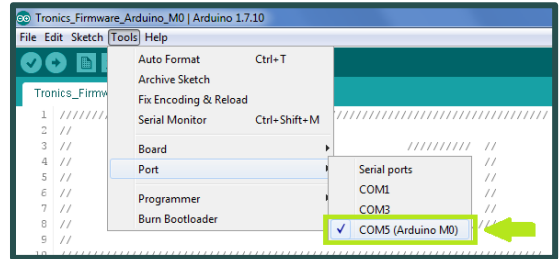 Tronics_Firmware_Arduino_M0 | Arduino 1.7.10
File Edit Sketch Tools Help
Auto Format Ctrl+T
Archive Sketch
Tronics_Firmw
Fix Encoding & Reload
1 ////////
Serial Monitor Ctrl+Shift+M
2 //
3 // ////////// //
Board
4 // //
Port
Serial ports
5 // //
6 // COM1 //
Programmer
7 // COM3 //
Burn Bootloader
8 // ✓ COM5 (Arduino M0)
9 //
10